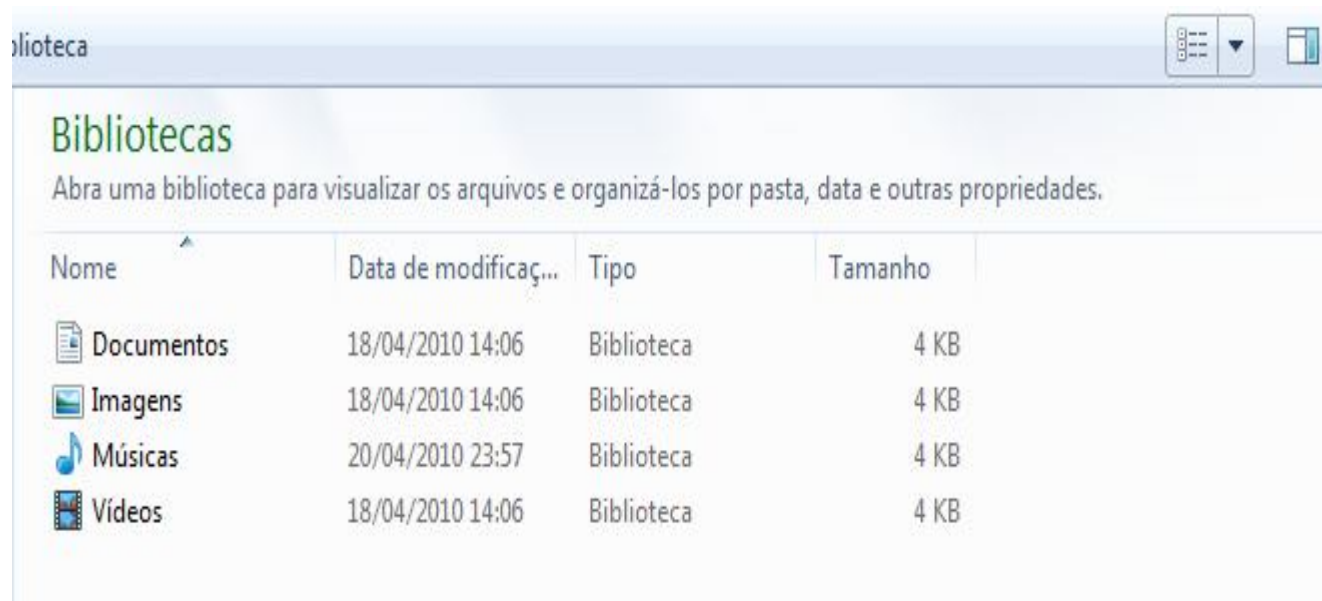 blioteca
Bibliotecas
Abra uma biblioteca para visualizar os arquivos e organizá-los por pasta, data e outras propriedades.
Nome Data de modificaç... Tipo Tamanho
Documentos 18/04/2010 14:06 Biblioteca 4 KB
Imagens 18/04/2010 14:06 Biblioteca 4 KB
Músicas 20/04/2010 23:57 Biblioteca 4 KB
Vídeos 18/04/2010 14:06 Biblioteca 4 KB